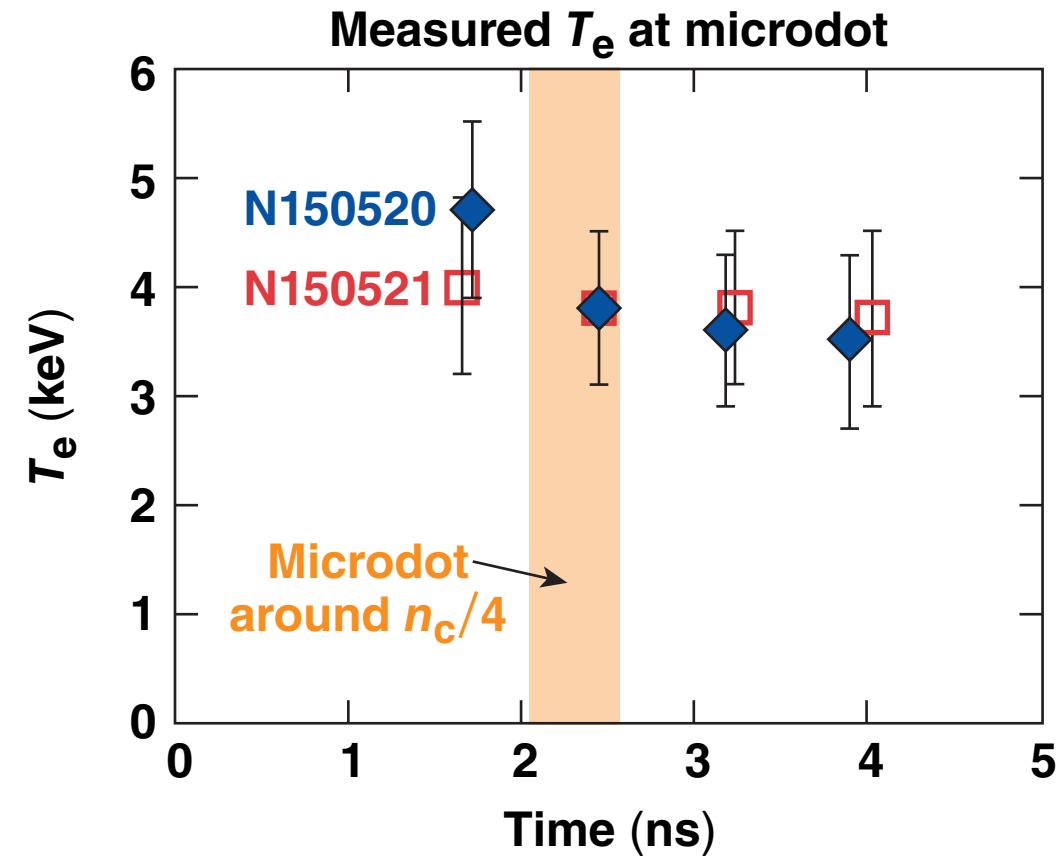 Measured Te at microdot
6
5
4
3
2
1
0
Te (keV)
N150520
N150521
Microdot
around nc/4
0 1 2 3 4 5
Time (ns)